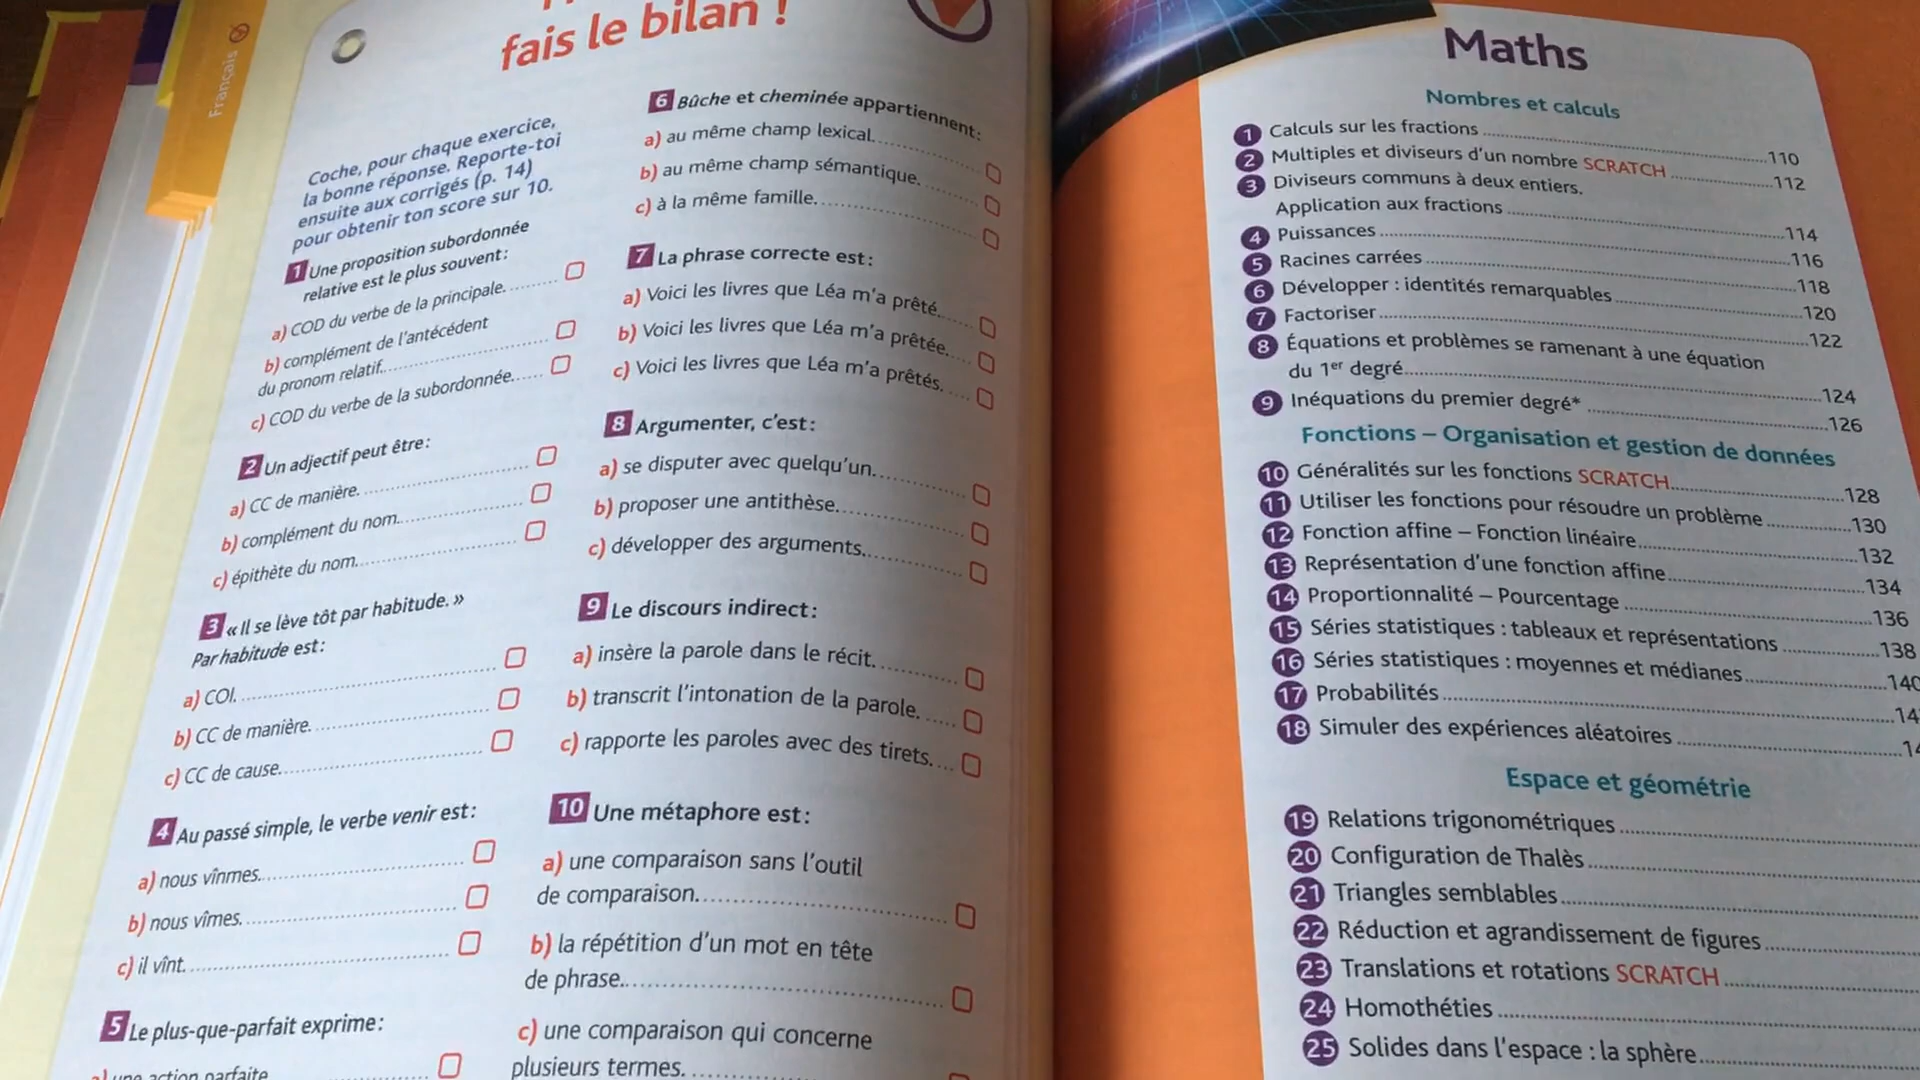 Français
fais le bilan !
Coche, pour chaque exercice,
la bonne réponse. Reporte-toi
ensuite aux corrigés (p. 14)
pour obtenir ton score sur 10.
1 Une proposition subordonnée
relative est le plus souvent :
a) COD du verbe de la principale.
b) complément de l'antécédent
du pronom relatif.
c) COD du verbe de la subordonnée.
2 Un adjectif peut être :
a) CC de manière.
b) complément du nom.
c) épithète du nom.
3 « Il se lève tôt par habitude. »
Par habitude est :
a) COI.
b) CC de manière.
c) CC de cause.
4 Au passé simple, le verbe venir est :
a) nous vînmes.
b) nous vîmes.
c) il vînt.
5 Le plus-que-parfait exprime :
a) une action parfaite
6 Bûche et cheminée appartiennent :
a) au même champ lexical.
b) au même champ sémantique.
c) à la même famille.
7 La phrase correcte est :
a) Voici les livres que Léa m'a prêté.
b) Voici les livres que Léa m'a prêtée.
c) Voici les livres que Léa m'a prêtés.
8 Argumenter, c'est :
a) se disputer avec quelqu'un.
b) proposer une antithèse.
c) développer des arguments.
9 Le discours indirect :
a) insère la parole dans le récit.
b) transcrit l'intonation de la parole.
c) rapporte les paroles avec des tirets.
10 Une métaphore est :
a) une comparaison sans l'outil
de comparaison.
b) la répétition d'un mot en tête
de phrase.
c) une comparaison qui concerne
plusieurs termes.
Maths
Nombres et calculs
1 Calculs sur les fractions 110
2 Multiples et diviseurs d'un nombre SCRATCH 112
3 Diviseurs communs à deux entiers.
Application aux fractions 114
4 Puissances 116
5 Racines carrées 118
6 Développer : identités remarquables 120
7 Factoriser 122
8 Équations et problèmes se ramenant à une équation
du 1er degré 124
9 Inéquations du premier degré* 126
Fonctions – Organisation et gestion de données
10 Généralités sur les fonctions SCRATCH 128
11 Utiliser les fonctions pour résoudre un problème 130
12 Fonction affine – Fonction linéaire 132
13 Représentation d'une fonction affine 134
14 Proportionnalité – Pourcentage 136
15 Séries statistiques : tableaux et représentations 138
16 Séries statistiques : moyennes et médianes 140
17 Probabilités 14
18 Simuler des expériences aléatoires 14
Espace et géométrie
19 Relations trigonométriques
20 Configuration de Thalès
21 Triangles semblables
22 Réduction et agrandissement de figures
23 Translations et rotations SCRATCH
24 Homothéties
25 Solides dans l'espace : la sphère